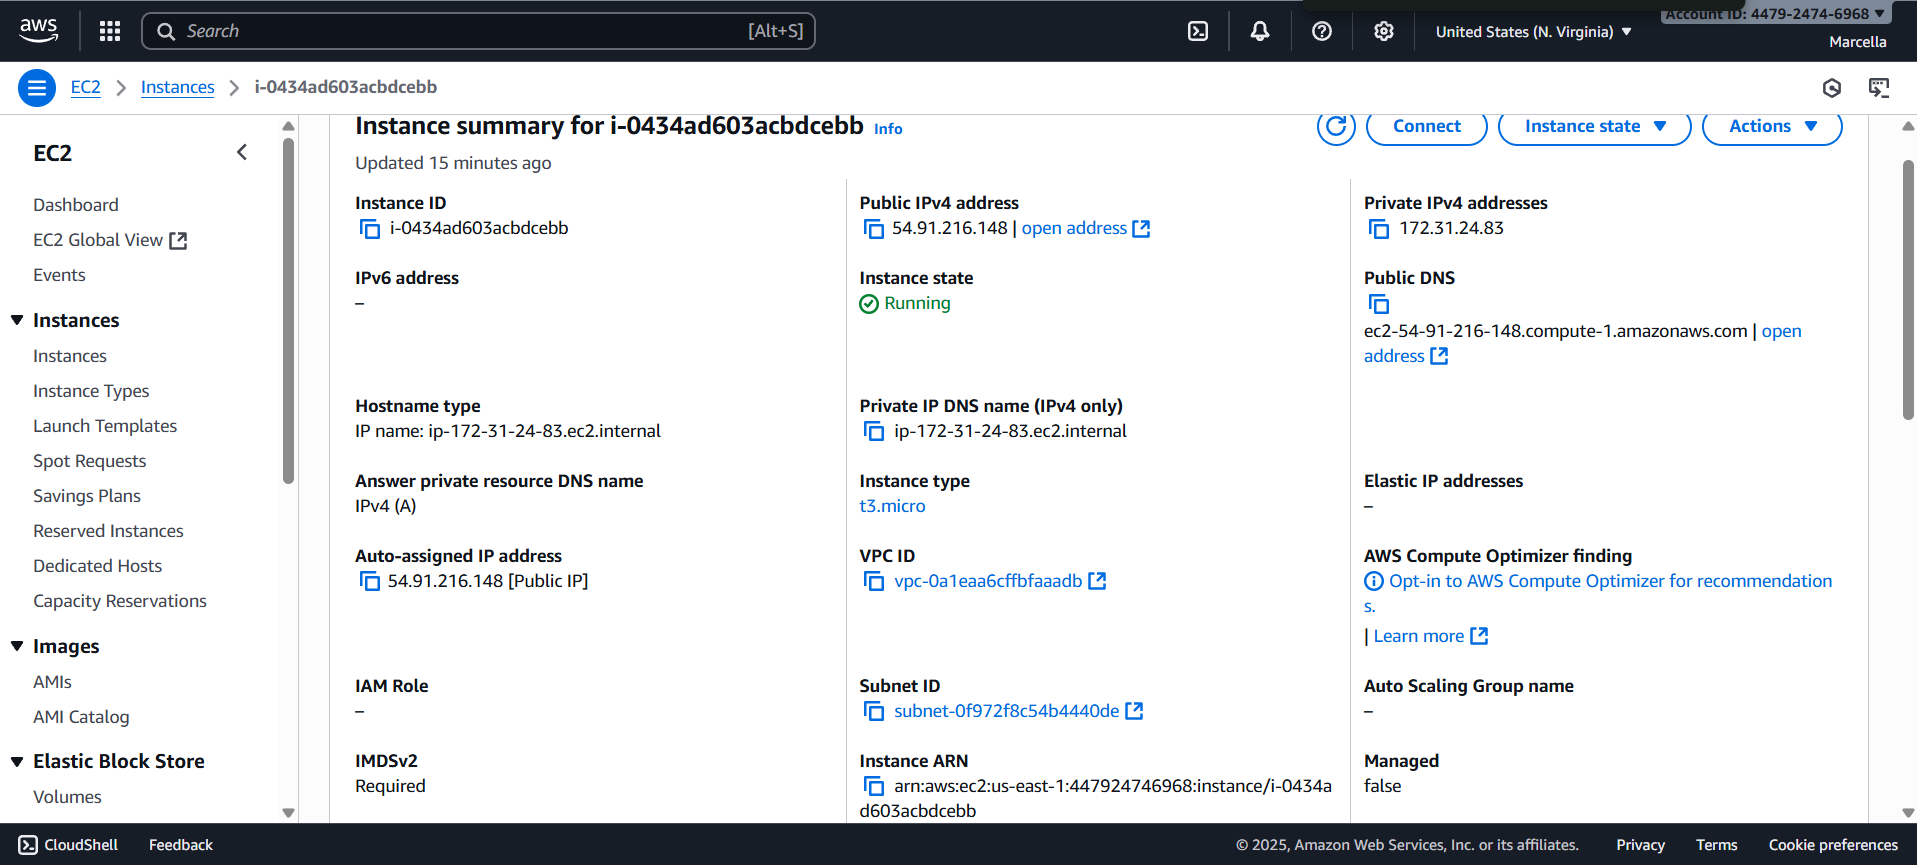 aws
Search
[Alt+S]
United States (N. Virginia)
Account ID: 4479-2474-6968
Marcella
EC2
Instances
i-0434ad603acbdcebb
EC2
Dashboard
EC2 Global View
Events
Instances
Instances
Instance Types
Launch Templates
Spot Requests
Savings Plans
Reserved Instances
Dedicated Hosts
Capacity Reservations
Images
AMIs
AMI Catalog
Elastic Block Store
Volumes
Instance summary for i-0434ad603acbdcebb Info
Connect
Instance state
Actions
Updated 15 minutes ago
Instance ID
i-0434ad603acbdcebb
Public IPv4 address
54.91.216.148 | open address
Private IPv4 addresses
172.31.24.83
IPv6 address
–
Instance state
Running
Public DNS
ec2-54-91-216-148.compute-1.amazonaws.com | open
address
Hostname type
IP name: ip-172-31-24-83.ec2.internal
Private IP DNS name (IPv4 only)
ip-172-31-24-83.ec2.internal
Answer private resource DNS name
IPv4 (A)
Instance type
t3.micro
Elastic IP addresses
–
Auto-assigned IP address
54.91.216.148 [Public IP]
VPC ID
vpc-0a1eaa6cffbfaaadb
AWS Compute Optimizer finding
Opt-in to AWS Compute Optimizer for recommendation
s.
| Learn more
IAM Role
–
Subnet ID
subnet-0f972f8c54b4440de
Auto Scaling Group name
–
IMDSv2
Required
Instance ARN
arn:aws:ec2:us-east-1:447924746968:instance/i-0434a
d603acbdcebb
Managed
false
CloudShell
Feedback
© 2025, Amazon Web Services, Inc. or its affiliates.
Privacy
Terms
Cookie preferences